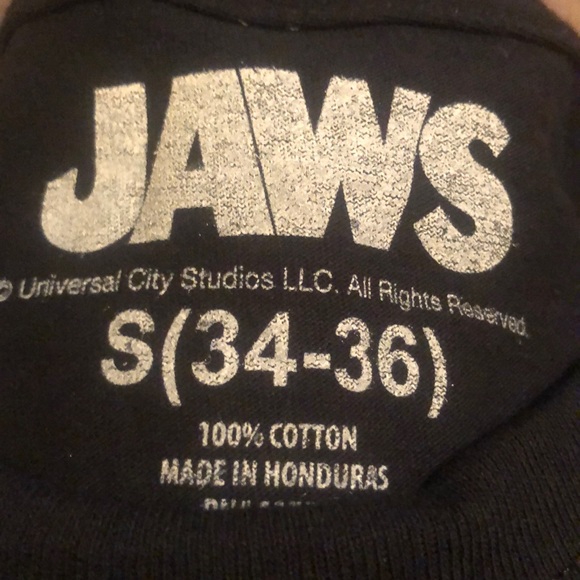 JAWS
© Universal City Studios LLC. All Rights Reserved.
S(34-36)
100% COTTON
MADE IN HONDURAS